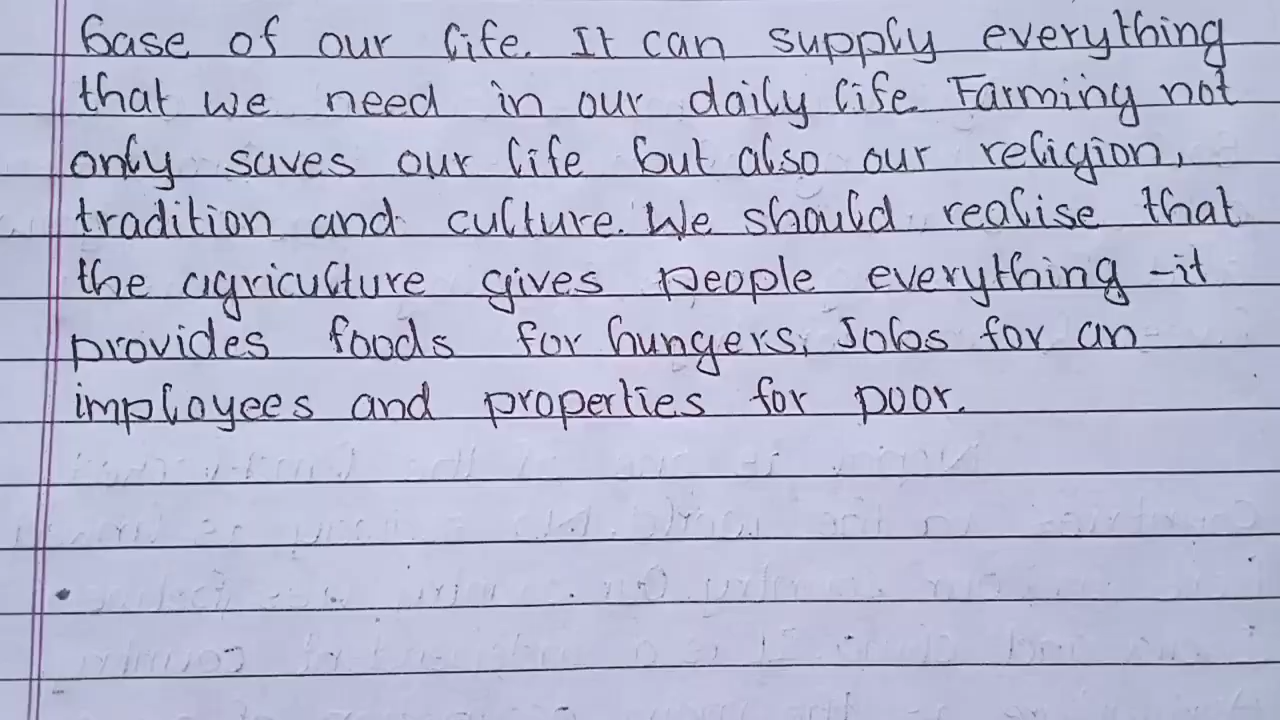 base of our life. It can supply everything
that we need in our daily life. Farming not
only saves our life but also our religion,
tradition and culture. We should realise that
the agriculture gives people everything - it
provides foods for hungers, Jobs for an
imployees and properties for poor.